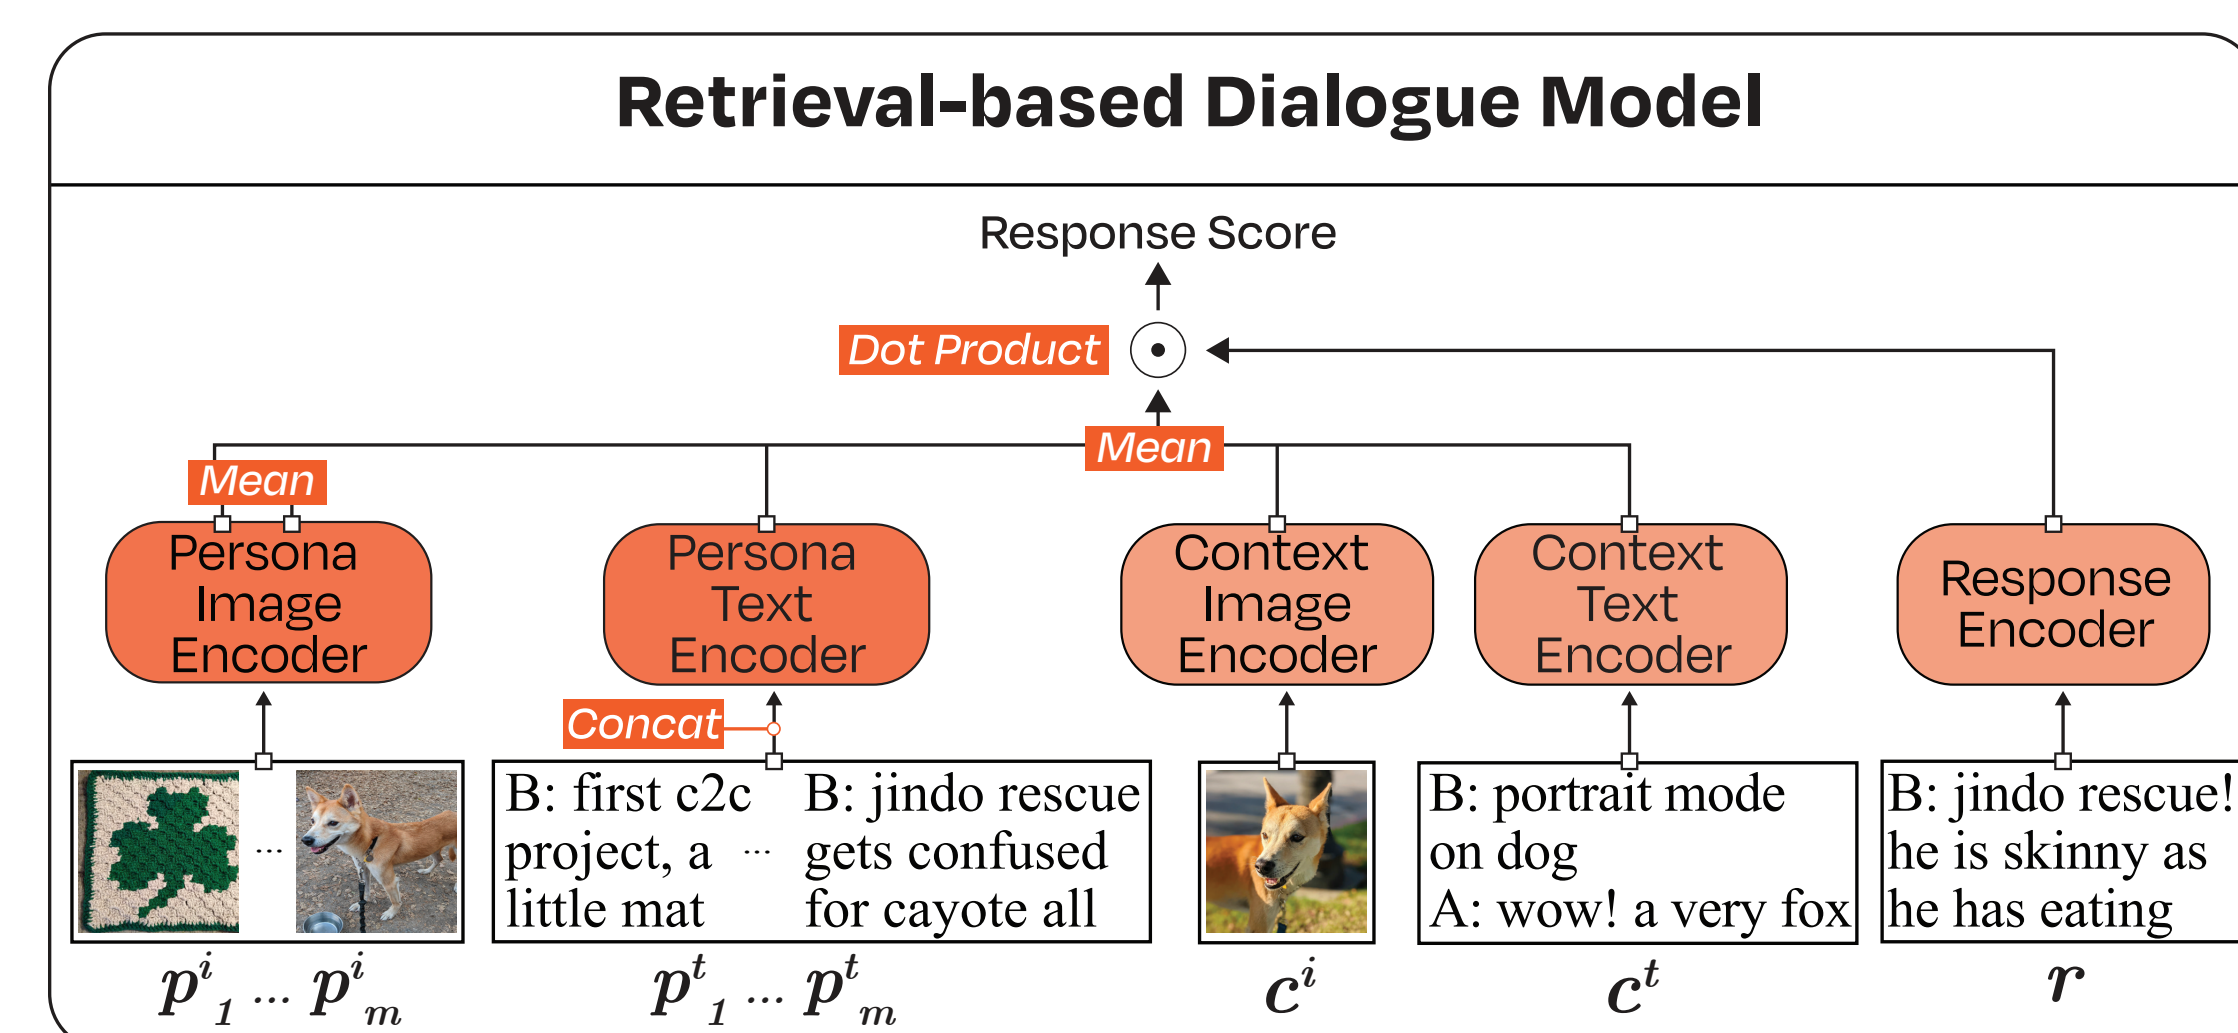 Retrieval-based Dialogue Model
Response Score
Dot Product
Mean
Mean
Persona
Image
Encoder
Persona
Text
Encoder
Context
Image
Encoder
Context
Text
Encoder
Response
Encoder
Concat
...
B: first c2c
project, a
little mat
...
B: jindo rescue
gets confused
for cayote all
B: portrait mode
on dog
A: wow! a very fox
B: jindo rescue!
he is skinny as
he has eating
p^i_1 ... p^i_m
p^t_1 ... p^t_m
c^i
c^t
r